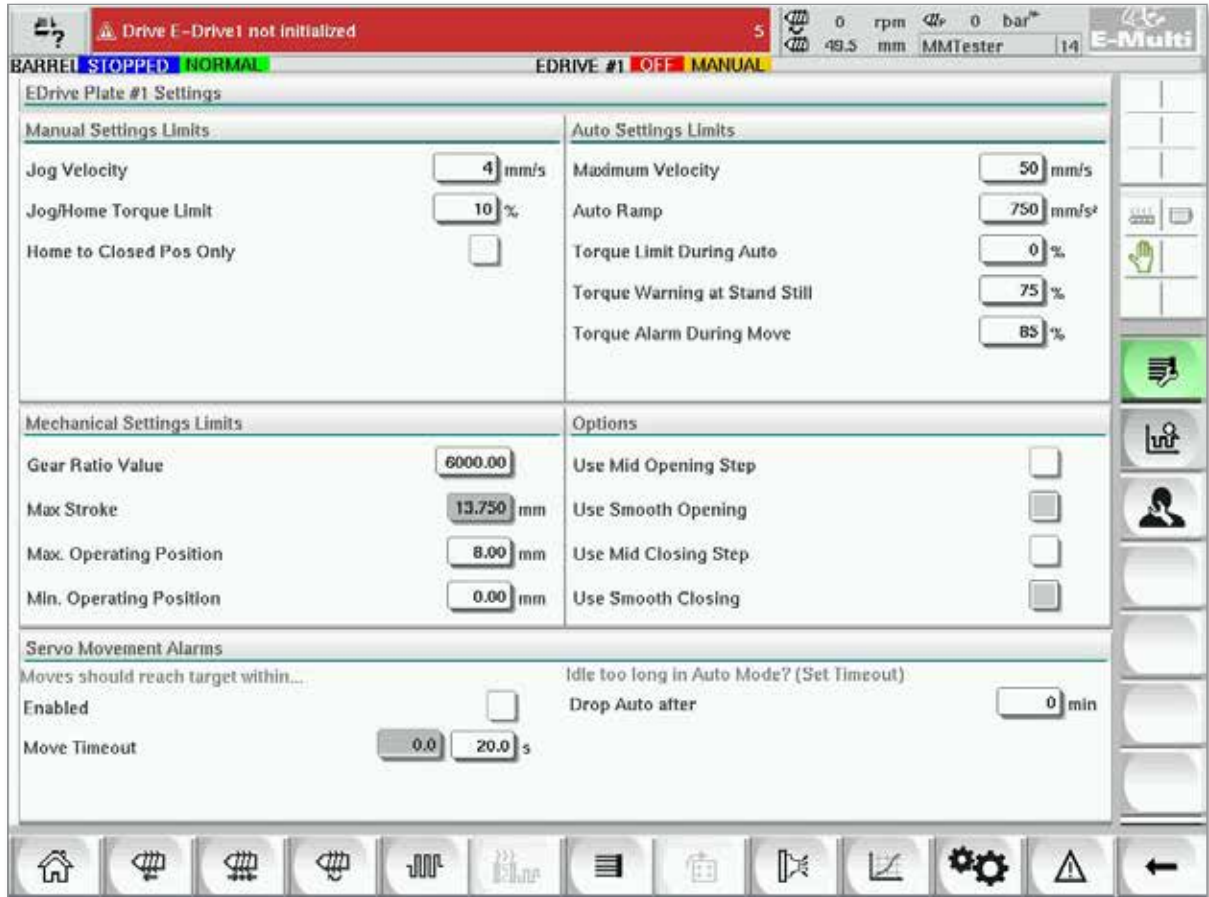 Drive E-Drive1 not initialized 5
0 rpm 0 bar
49.5 mm MMTester 14
E-Multi
BARREL STOPPED NORMAL EDRIVE #1 OFF MANUAL
EDrive Plate #1 Settings
Manual Settings Limits
Jog Velocity 4 mm/s
Jog/Home Torque Limit 10 %
Home to Closed Pos Only
Auto Settings Limits
Maximum Velocity 50 mm/s
Auto Ramp 750 mm/s²
Torque Limit During Auto 0 %
Torque Warning at Stand Still 75 %
Torque Alarm During Move 85 %
Mechanical Settings Limits
Gear Ratio Value 6000.00
Max Stroke 13.750 mm
Max. Operating Position 8.00 mm
Min. Operating Position 0.00 mm
Options
Use Mid Opening Step
Use Smooth Opening
Use Mid Closing Step
Use Smooth Closing
Servo Movement Alarms
Moves should reach target within...
Enabled
Move Timeout 0.0 20.0 s
Idle too long in Auto Mode? (Set Timeout)
Drop Auto after 0 min